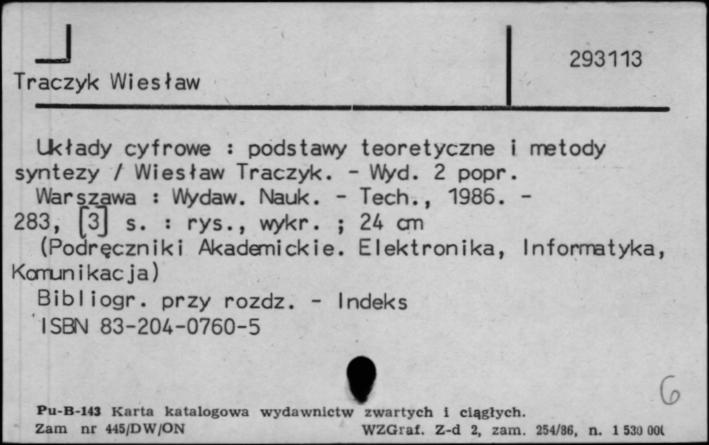 293113
Traczyk Wiesław
Układy cyfrowe : podstawy teoretyczne i metody
syntezy / Wiesław Traczyk. - Wyd. 2 popr.
Warszawa : Wydaw. Nauk. - Tech., 1986. -
283, [3] s. : rys., wykr. ; 24 cm
(Podręczniki Akademickie. Elektronika, Informatyka,
Komunikacja)
Bibliogr. przy rozdz. - Indeks
ISBN 83-204-0760-5
6
Pu-B-143 Karta katalogowa wydawnictw zwartych i ciągłych.
Zam nr 445/DW/ON WZGraf. Z-d 2, zam. 254/86, n. 1 530 000